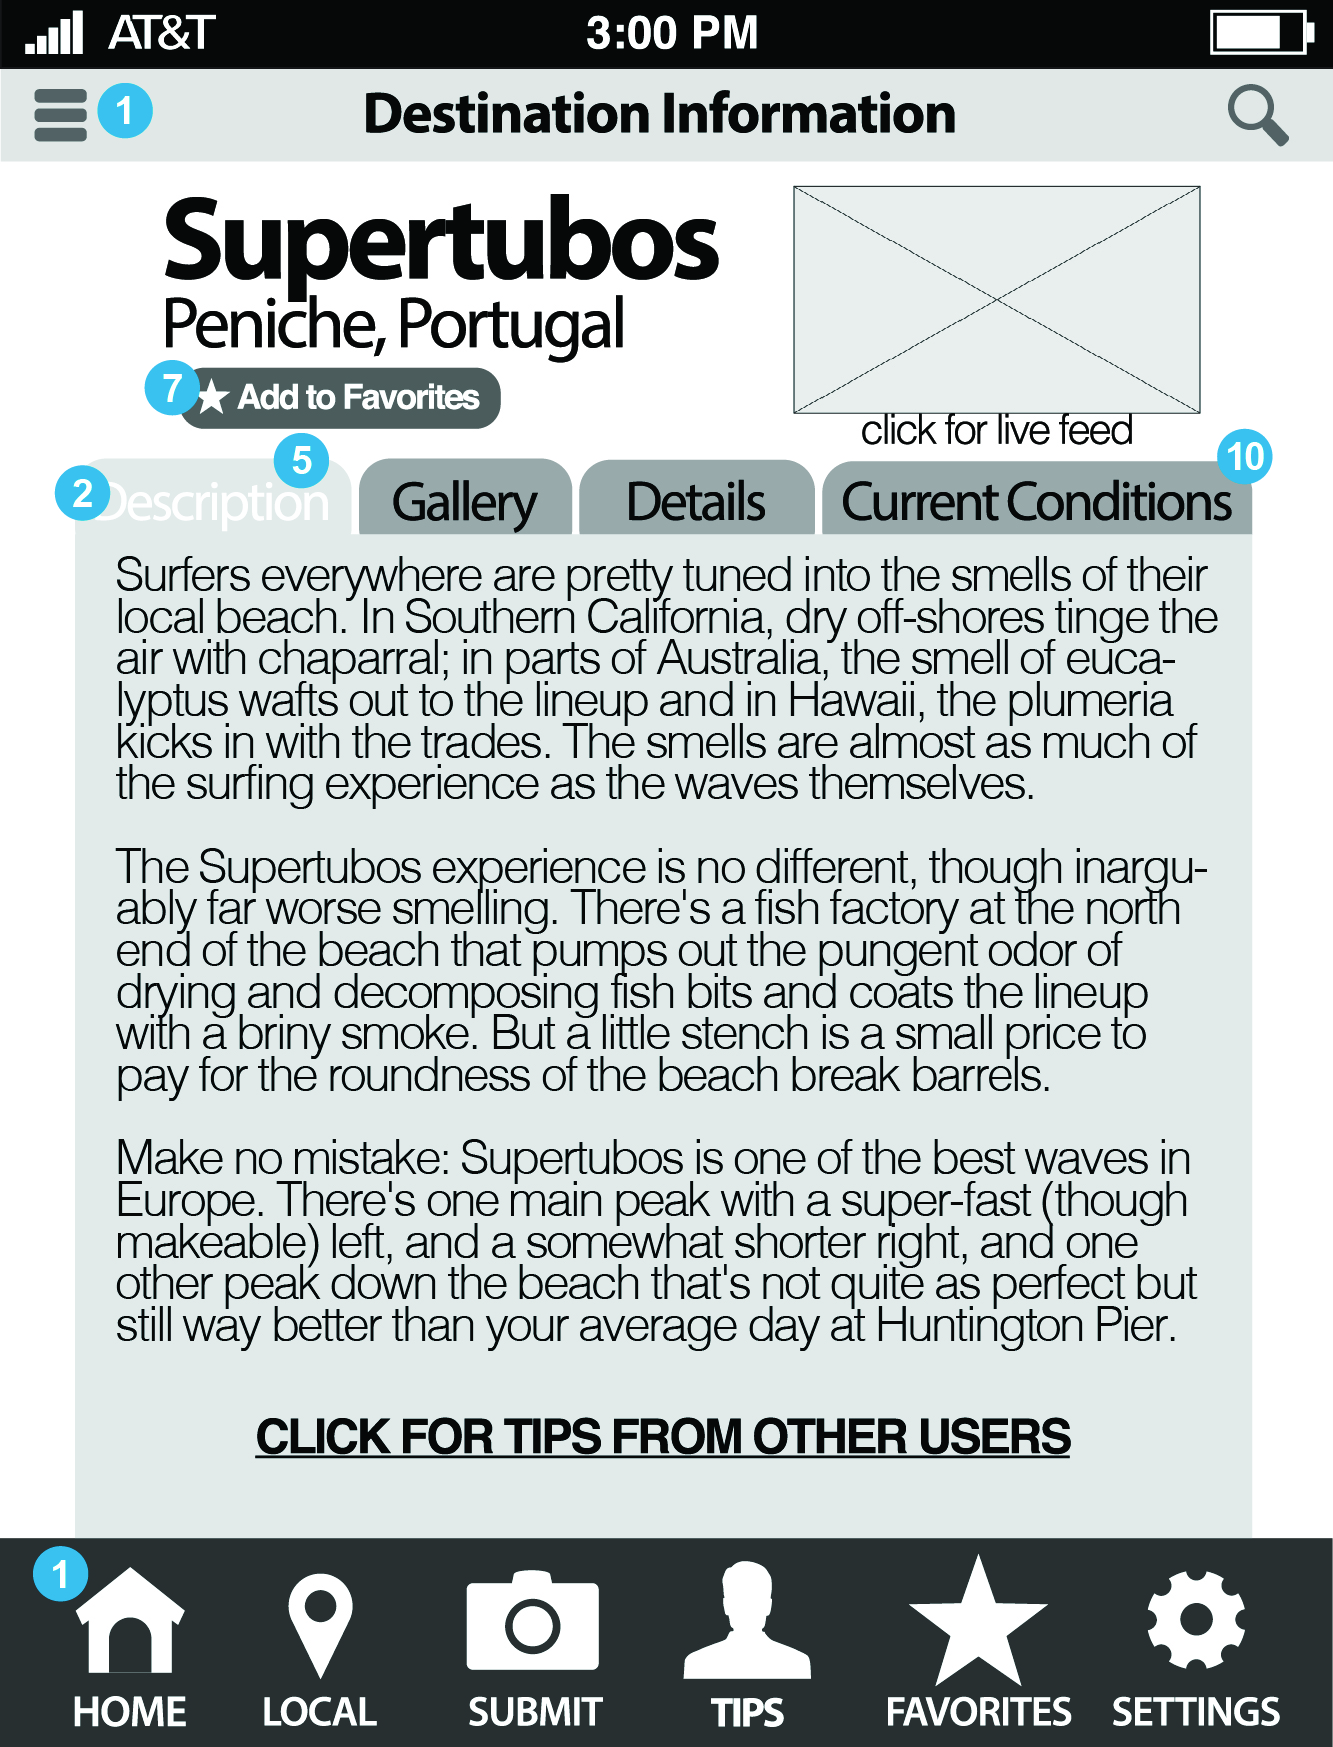 AT&T 3:00 PM
1 Destination Information
Supertubos
Peniche, Portugal
7 Add to Favorites
click for live feed
2 Description 5 Gallery Details Current Conditions 10
Surfers everywhere are pretty tuned into the smells of their
local beach. In Southern California, dry off-shores tinge the
air with chaparral; in parts of Australia, the smell of euca-
lyptus wafts out to the lineup and in Hawaii, the plumeria
kicks in with the trades. The smells are almost as much of
the surfing experience as the waves themselves.
The Supertubos experience is no different, though inargu-
ably far worse smelling. There's a fish factory at the north
end of the beach that pumps out the pungent odor of
drying and decomposing fish bits and coats the lineup
with a briny smoke. But a little stench is a small price to
pay for the roundness of the beach break barrels.
Make no mistake: Supertubos is one of the best waves in
Europe. There's one main peak with a super-fast (though
makeable) left, and a somewhat shorter right, and one
other peak down the beach that's not quite as perfect but
still way better than your average day at Huntington Pier.
CLICK FOR TIPS FROM OTHER USERS
1
HOME LOCAL SUBMIT TIPS FAVORITES SETTINGS